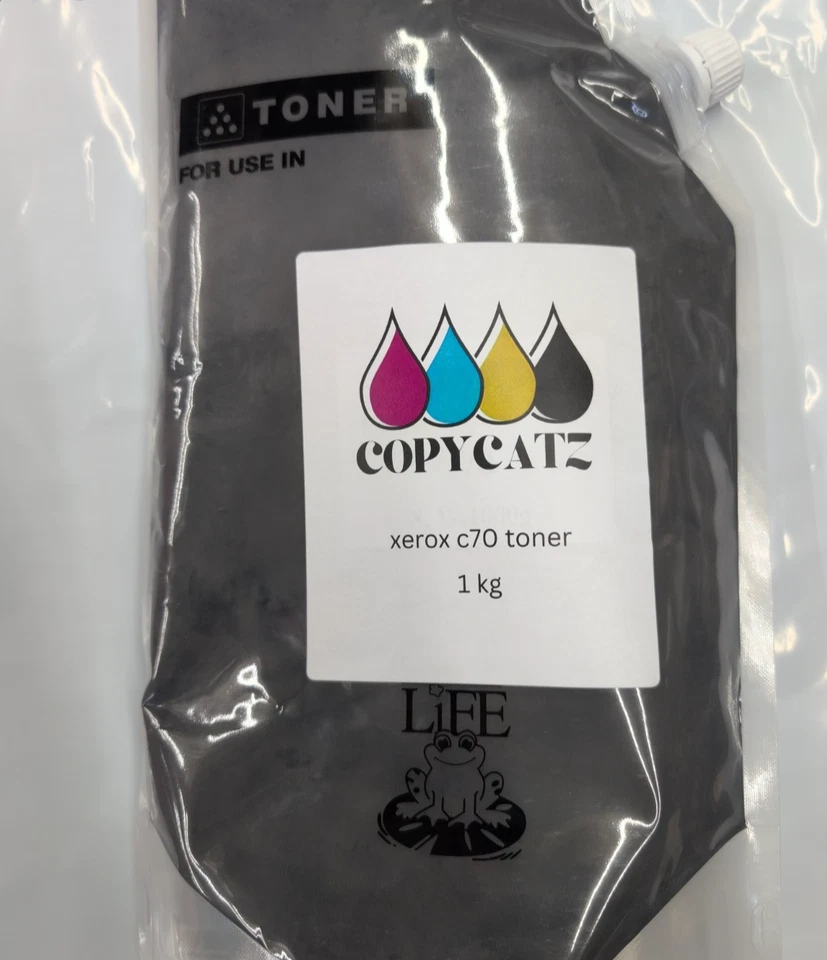 TONER
FOR USE IN
COPYCATZ
xerox c70 toner
1 kg
LiFE